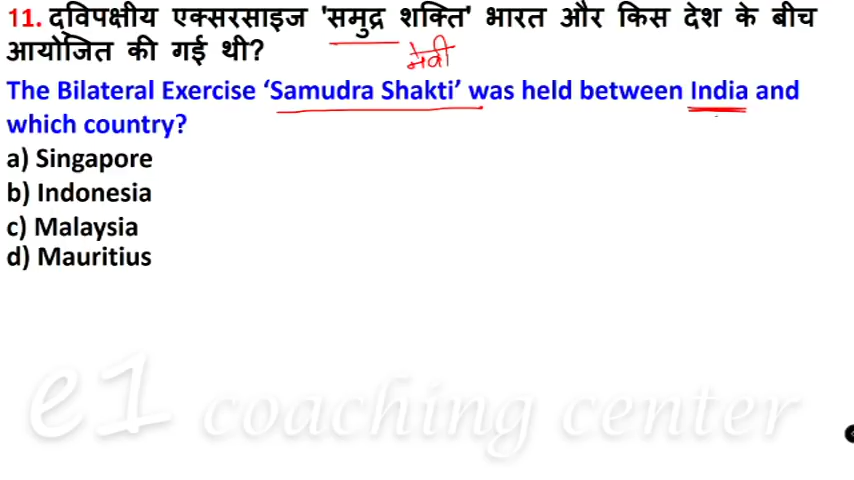 11. द्विपक्षीय एक्सरसाइज 'समुद्र शक्ति' भारत और किस देश के बीच
आयोजित की गई थी?
नेवी
The Bilateral Exercise ‘Samudra Shakti’ was held between India and
which country?
a) Singapore
b) Indonesia
c) Malaysia
d) Mauritius
e1 coaching center